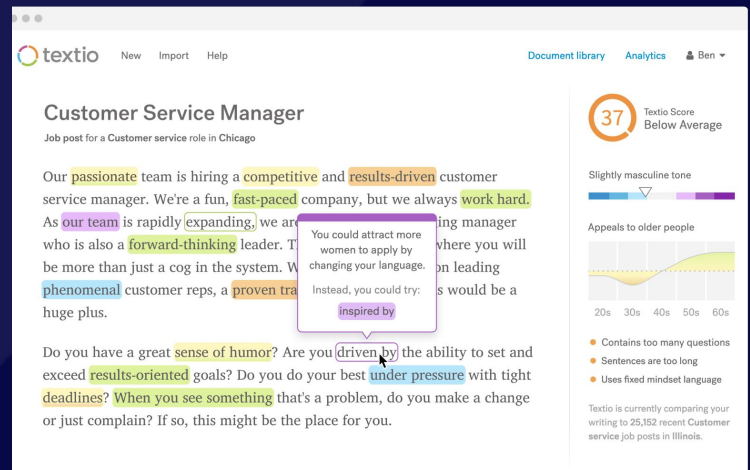 textio
New Import Help
Document library Analytics Ben
Customer Service Manager
Job post for a Customer service role in Chicago
Our passionate team is hiring a competitive and results-driven customer
service manager. We're a fun, fast-paced company, but we always work hard.
As our team is rapidly expanding, we are ing manager
who is also a forward-thinking leader. T where you will
be more than just a cog in the system. W on leading
phenomenal customer reps, a proven tra s would be a
huge plus.
You could attract more
women to apply by
changing your language.
Instead, you could try:
inspired by
Do you have a great sense of humor? Are you driven by the ability to set and
exceed results-oriented goals? Do you do your best under pressure with tight
deadlines? When you see something that's a problem, do you make a change
or just complain? If so, this might be the place for you.
37
Textio Score
Below Average
Slightly masculine tone
Appeals to older people
20s 30s 40s 50s 60s
Contains too many questions
Sentences are too long
Uses fixed mindset language
Textio is currently comparing your
writing to 25,152 recent Customer
service job posts in Illinois.